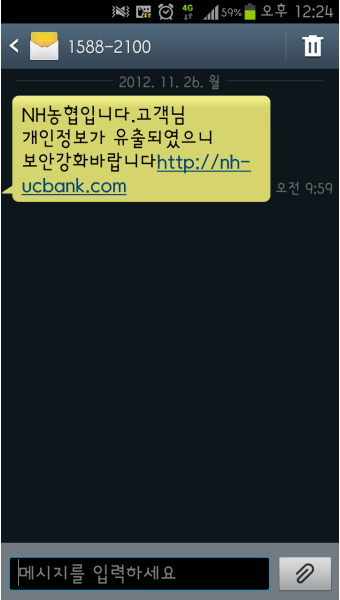 4G 59% 오후 12:24
1588-2100
2012. 11. 26. 월
NH농협입니다.고객님
개인정보가 유출되였으니
보안강화바랍니다http://nh-
ucbank.com
오전 9:59
메시지를 입력하세요